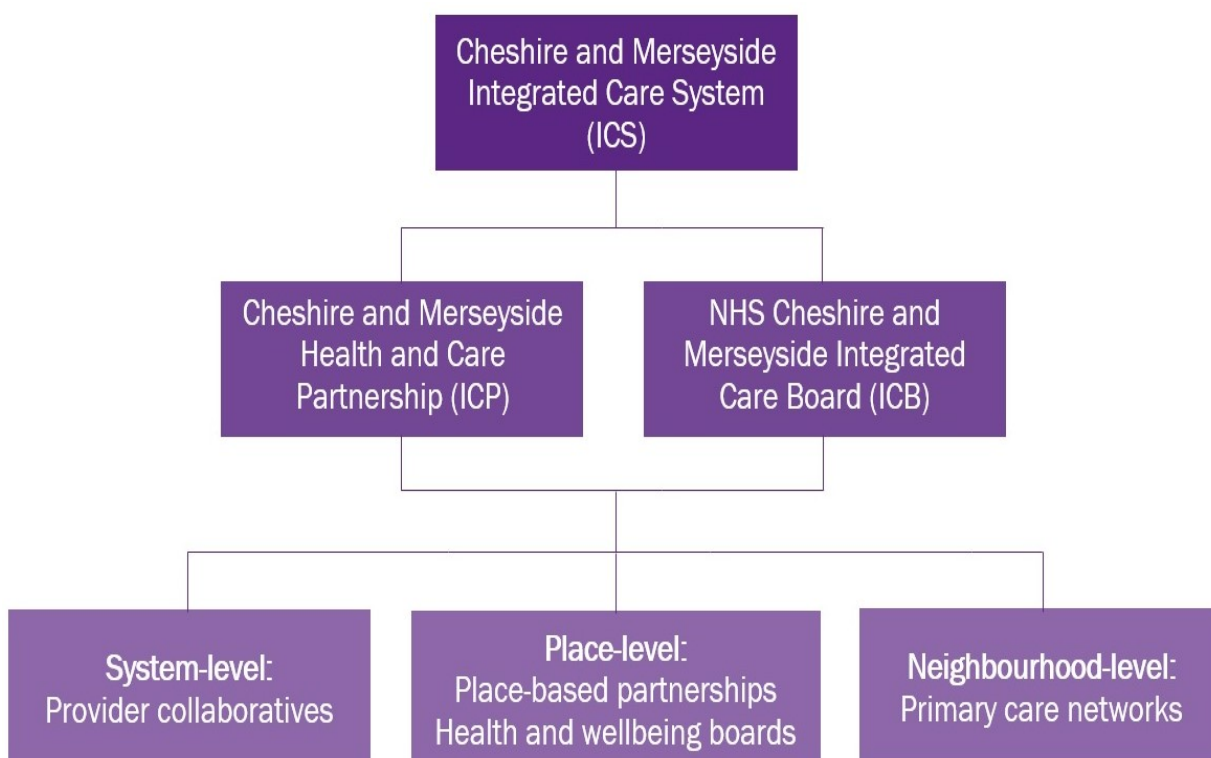 Cheshire and Merseyside
Integrated Care System
(ICS)
Cheshire and Merseyside
Health and Care
Partnership (ICP)
NHS Cheshire and
Merseyside Integrated
Care Board (ICB)
System-level:
Provider collaboratives
Place-level:
Place-based partnerships
Health and wellbeing boards
Neighbourhood-level:
Primary care networks